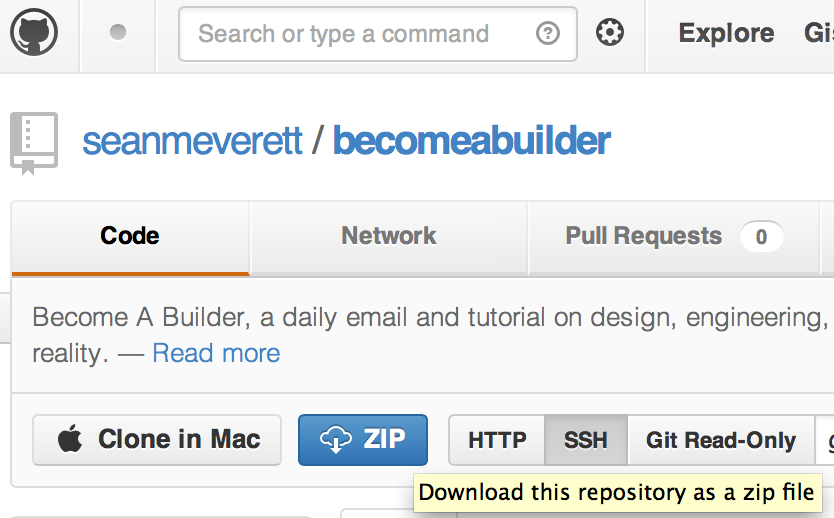 Search or type a command ?
Explore
seanmeverett / becomeabuilder
Code Network Pull Requests 0
Become A Builder, a daily email and tutorial on design, engineering,
reality. — Read more
Clone in Mac ZIP HTTP SSH Git Read-Only
Download this repository as a zip file